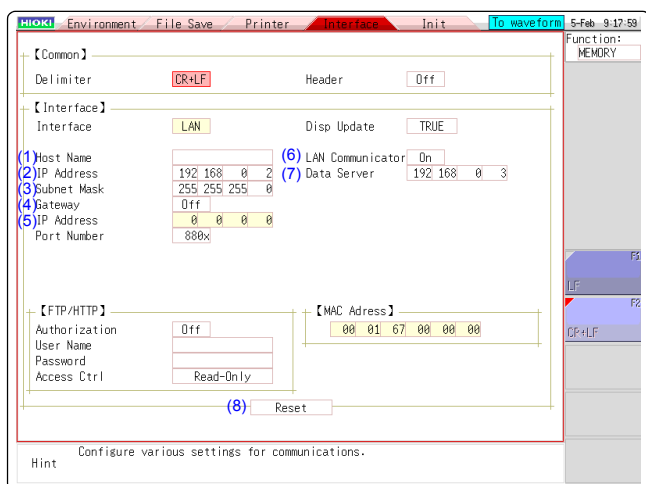 HIOKI Environment File Save Printer Interface Init To waveform 5-Feb 9:17:59
Function:
MEMORY
【Common】
Delimiter CR+LF Header Off
【Interface】
Interface LAN Disp Update TRUE
(1)Host Name (6) LAN Communicator On
(2)IP Address 192 168 0 2 (7) Data Server 192 168 0 3
(3)Subnet Mask 255 255 255 0
(4)Gateway Off
(5)IP Address 0 0 0 0
Port Number 880x
F1
LF
F2
CR+LF
【FTP/HTTP】 【MAC Adress】
Authorization Off 00 01 67 00 00 00
User Name
Password
Access Ctrl Read-Only
(8) Reset
Configure various settings for communications.
Hint